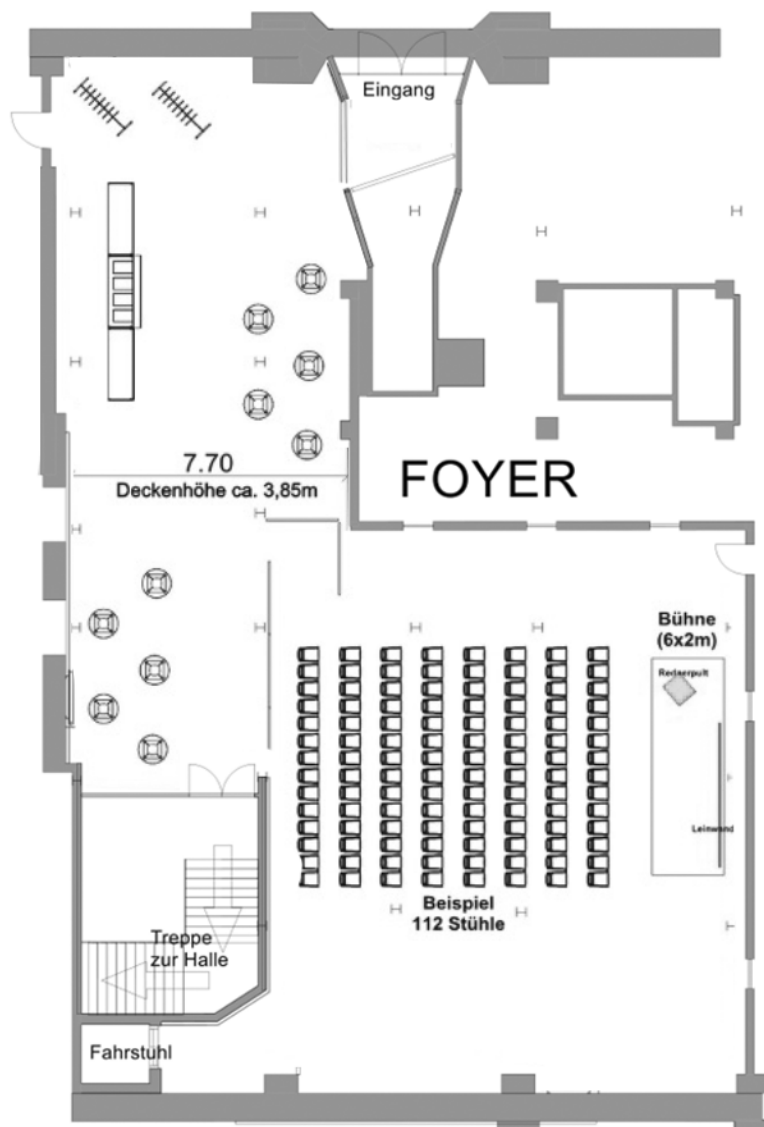 Eingang
7.70
Deckenhöhe ca. 3,85m
FOYER
Bühne
(6x2m)
Rednerpult
Leinwand
Beispiel
112 Stühle
Treppe
zur Halle
Fahrstuhl